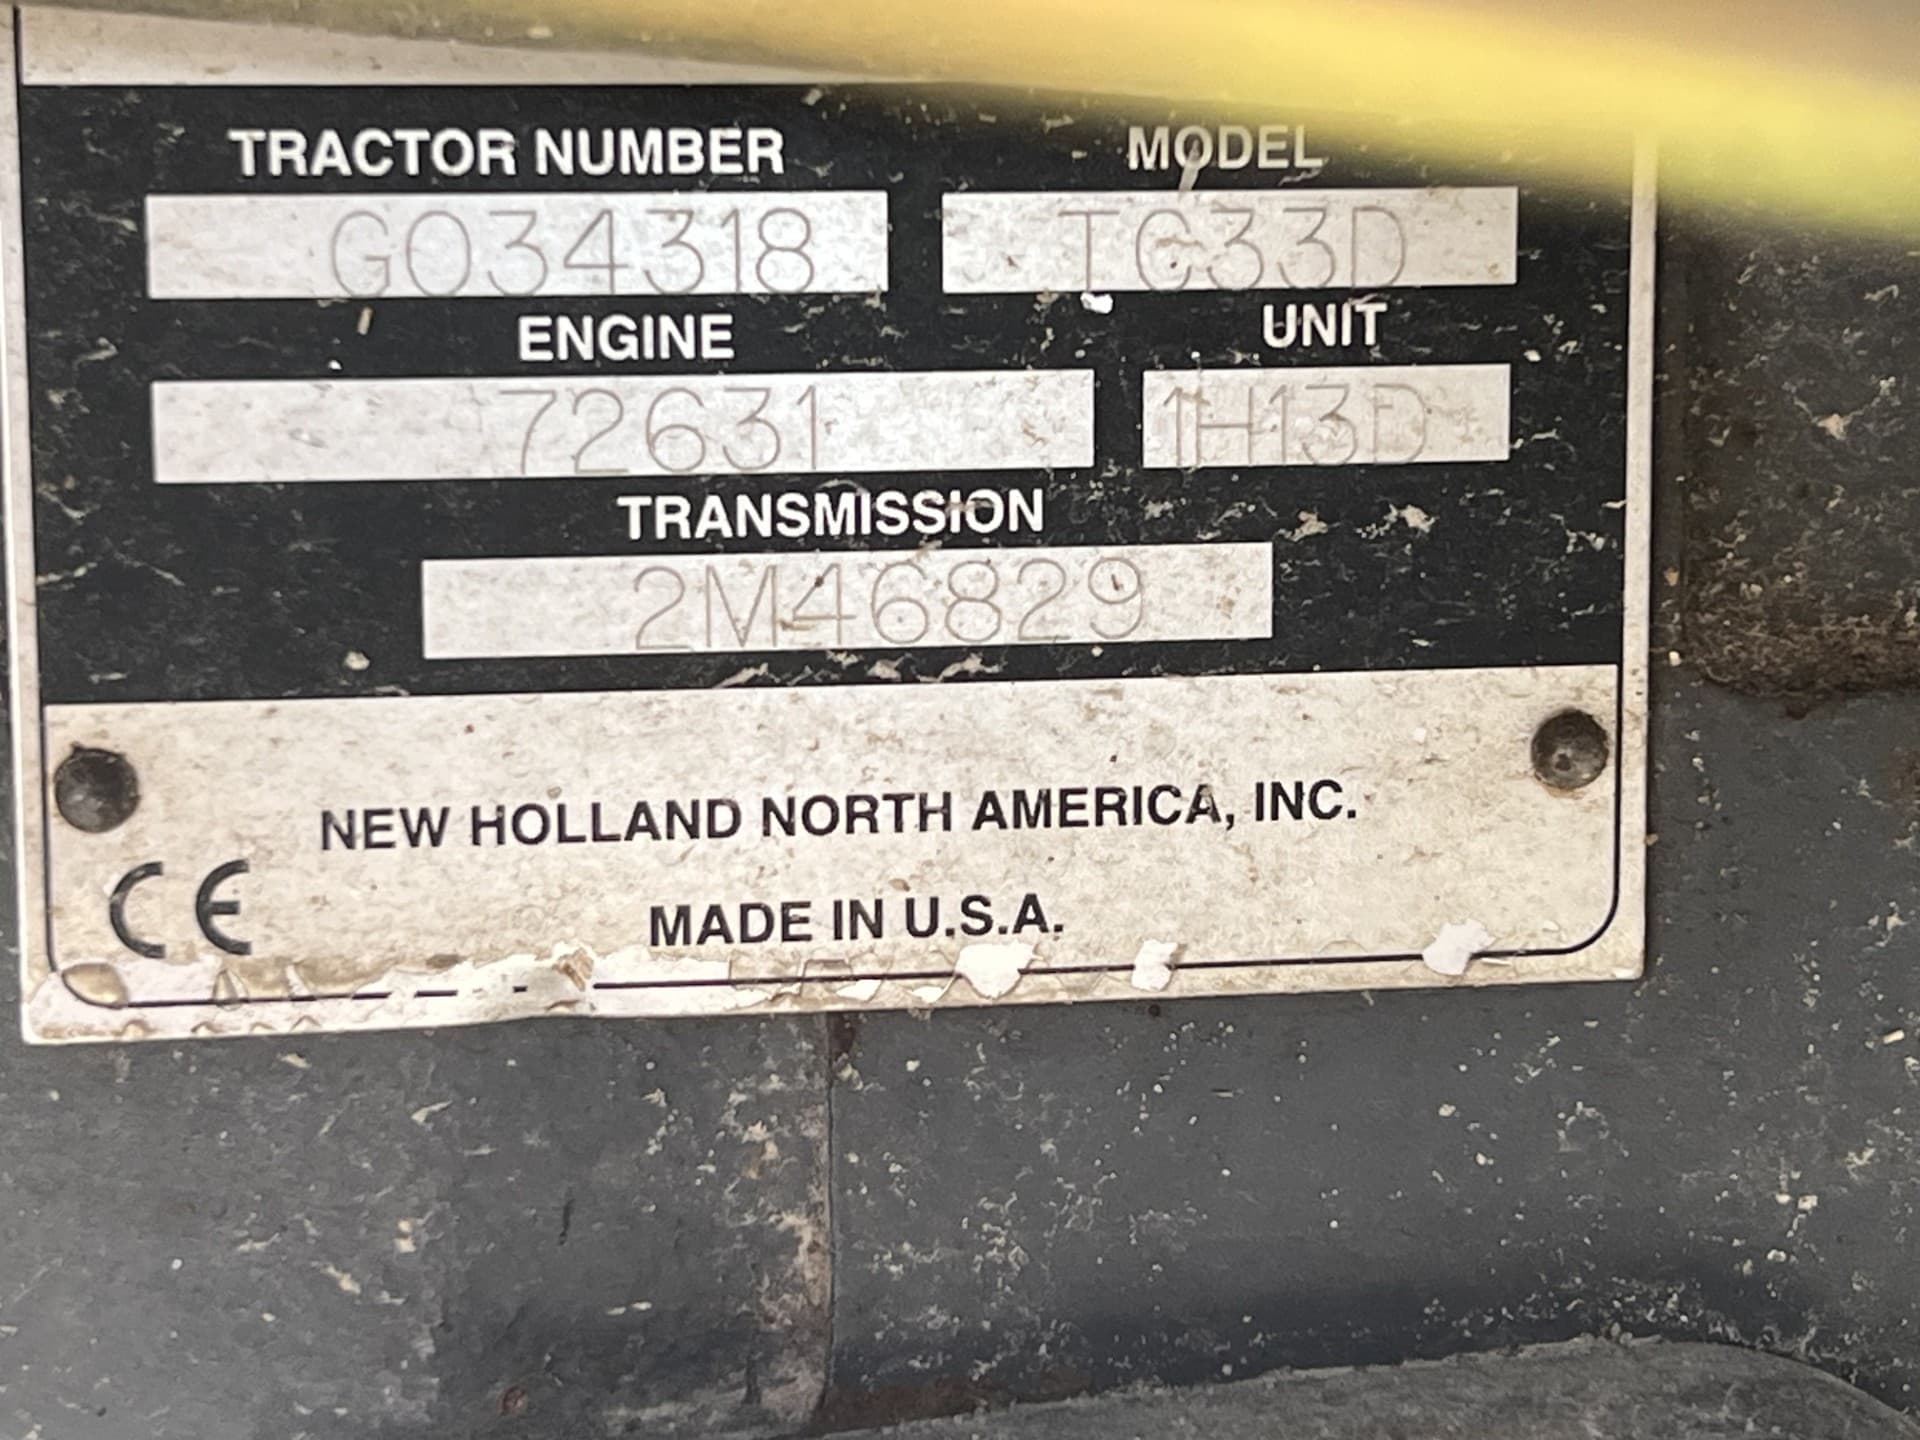 TRACTOR NUMBER MODEL
G034318 TC33D
ENGINE UNIT
72631 1H13D
TRANSMISSION
2M46829
NEW HOLLAND NORTH AMERICA, INC.
CE
MADE IN U.S.A.